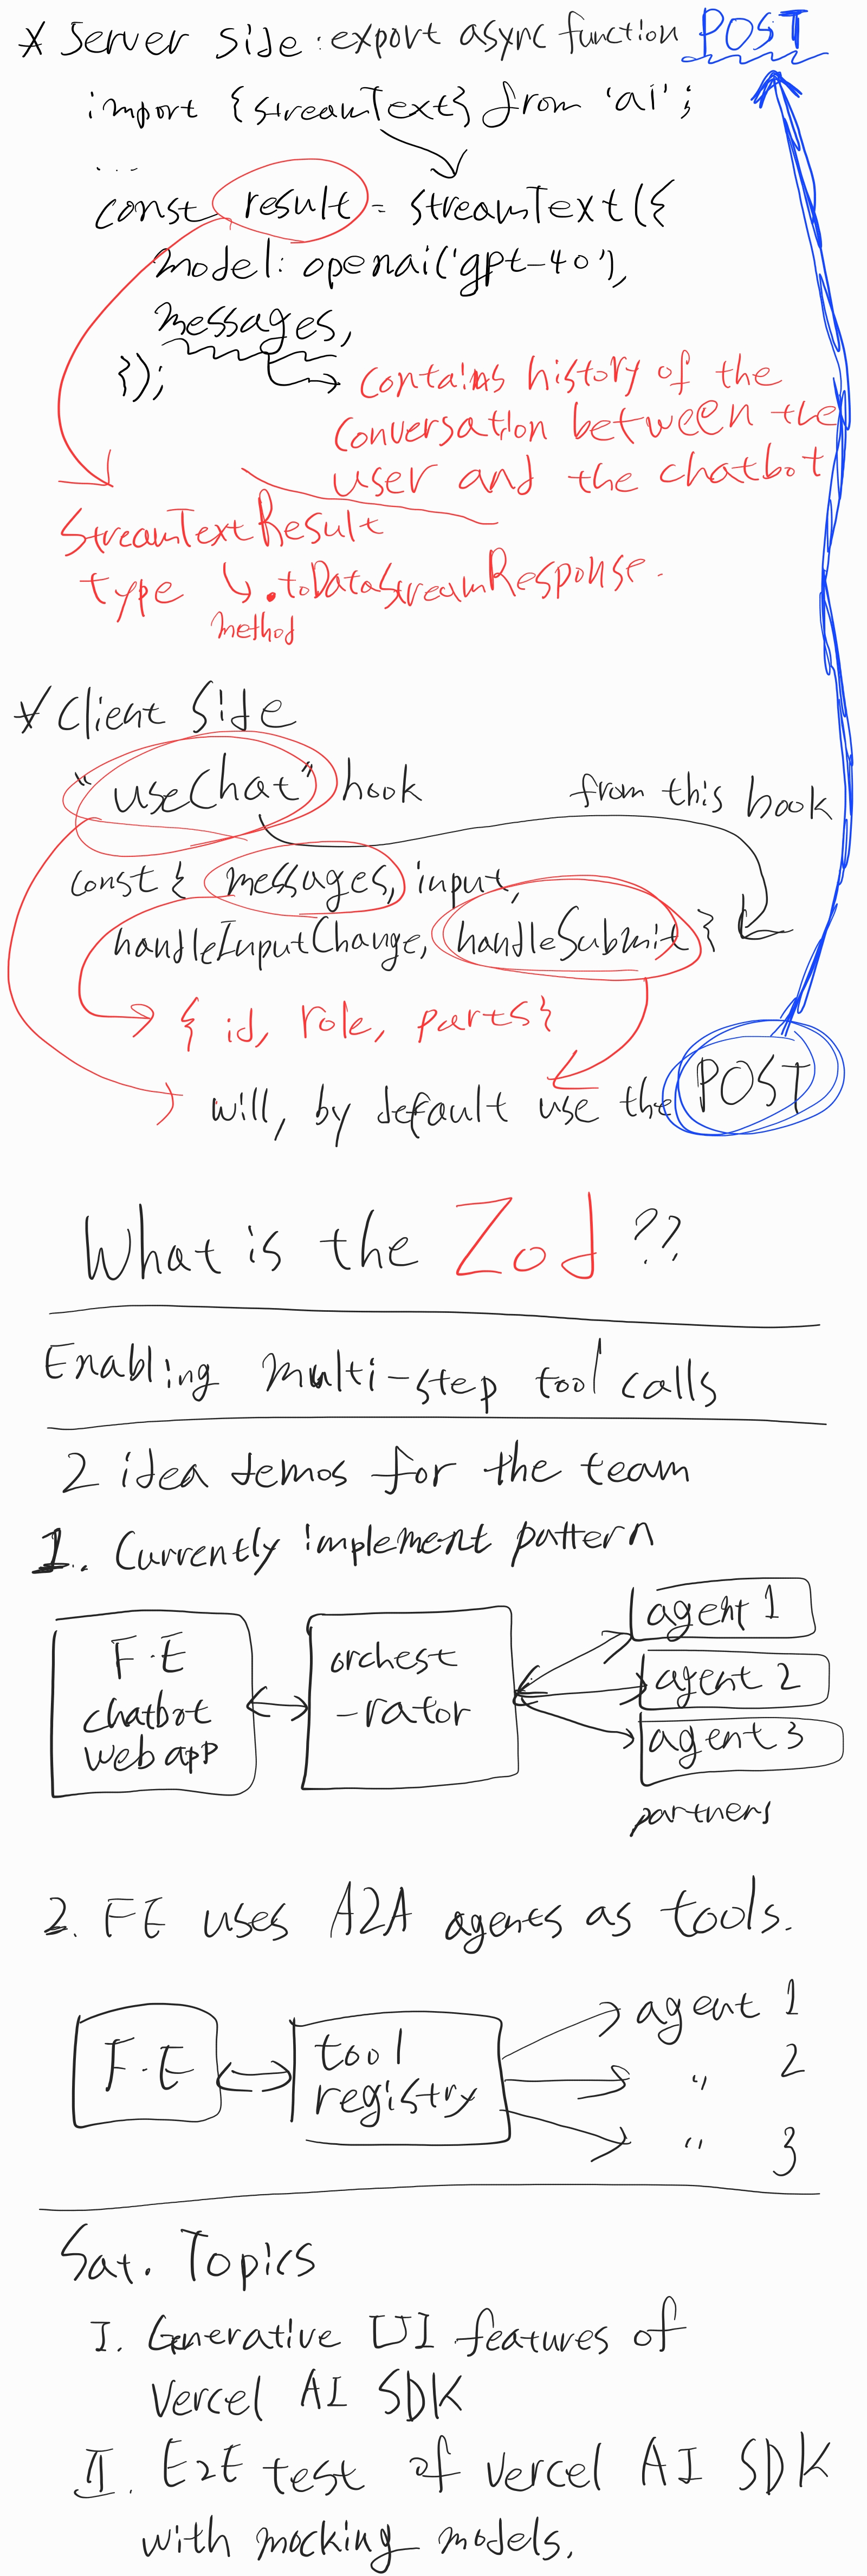 * Server side : export async function POST
import {streamText} from 'ai';
...
const result = streamText({
model: openai('gpt-4o'),
messages,
});
contains history of the
conversation between the
user and the chatbot
StreamTextResult
type .toDataStreamResponse.
method
* Client Side
"useChat" hook
from this hook
const { messages, input,
handleInputChange, handleSubmit }
{ id, role, parts}
will, by default use the POST
What is the Zod ??
Enabling multi-step tool calls
2 idea demos for the team
1. Currently implement pattern
F.E
chatbot
web app
orchest
-rator
agent 1
agent 2
agent 3
partners
2. FE uses A2A agents as tools.
F.E
tool
registry
agent 1
" 2
" 3
Sat. Topics
I. Generative UI features of
Vercel AI SDK
II. E2E test of vercel AI SDK
with mocking models.